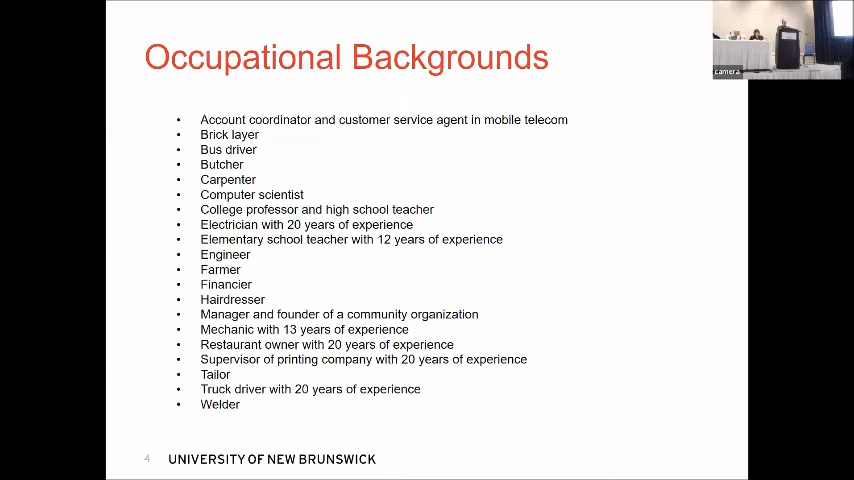 Occupational Backgrounds
camera
• Account coordinator and customer service agent in mobile telecom
• Brick layer
• Bus driver
• Butcher
• Carpenter
• Computer scientist
• College professor and high school teacher
• Electrician with 20 years of experience
• Elementary school teacher with 12 years of experience
• Engineer
• Farmer
• Financier
• Hairdresser
• Manager and founder of a community organization
• Mechanic with 13 years of experience
• Restaurant owner with 20 years of experience
• Supervisor of printing company with 20 years of experience
• Tailor
• Truck driver with 20 years of experience
• Welder
4 UNIVERSITY OF NEW BRUNSWICK